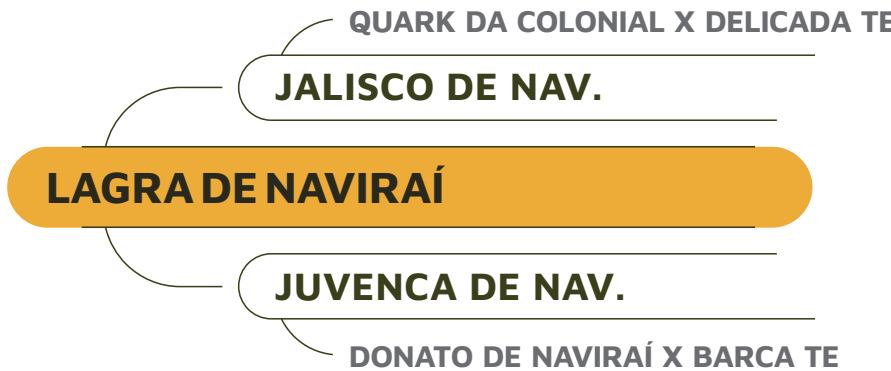 QUARK DA COLONIAL X DELICADA TE
JALISCO DE NAV.
LAGRA DE NAVIRAÍ
JUVENCA DE NAV.
DONATO DE NAVIRAÍ X BARCA TE